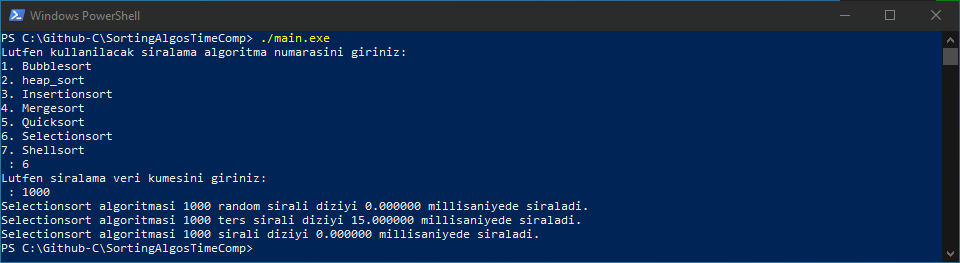 Windows PowerShell
PS C:\Github-C\SortingAlgosTimeComp> ./main.exe
Lutfen kullanilacak siralama algoritma numarasini giriniz:
1. Bubblesort
2. heap_sort
3. Insertionsort
4. Mergesort
5. Quicksort
6. Selectionsort
7. Shellsort
 : 6
Lutfen siralama veri kumesini giriniz:
 : 1000
Selectionsort algoritmasi 1000 random sirali diziyi 0.000000 millisaniyede siraladi.
Selectionsort algoritmasi 1000 ters sirali diziyi 15.000000 millisaniyede siraladi.
Selectionsort algoritmasi 1000 sirali diziyi 0.000000 millisaniyede siraladi.
PS C:\Github-C\SortingAlgosTimeComp>